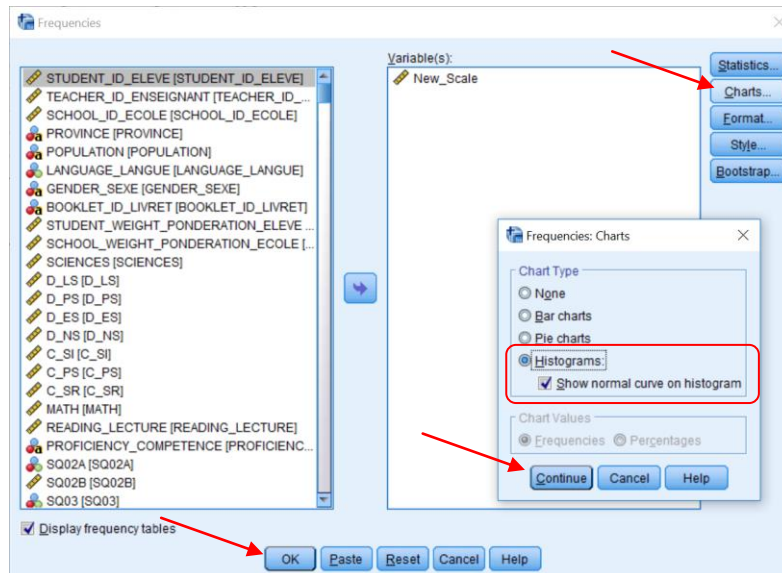 Frequencies
Variable(s):
STUDENT_ID_ELEVE [STUDENT_ID_ELEVE]
TEACHER_ID_ENSEIGNANT [TEACHER_ID_...
SCHOOL_ID_ECOLE [SCHOOL_ID_ECOLE]
PROVINCE [PROVINCE]
POPULATION [POPULATION]
LANGUAGE_LANGUE [LANGUAGE_LANGUE]
GENDER_SEXE [GENDER_SEXE]
BOOKLET_ID_LIVRET [BOOKLET_ID_LIVRET]
STUDENT_WEIGHT_PONDERATION_ELEVE ...
SCHOOL_WEIGHT_PONDERATION_ECOLE [...
SCIENCES [SCIENCES]
D_LS [D_LS]
D_PS [D_PS]
D_ES [D_ES]
D_NS [D_NS]
C_SI [C_SI]
C_PS [C_PS]
C_SR [C_SR]
MATH [MATH]
READING_LECTURE [READING_LECTURE]
PROFICIENCY_COMPETENCE [PROFICIENC...
SQ02A [SQ02A]
SQ02B [SQ02B]
SQ03 [SQ03]
New_Scale
Statistics...
Charts...
Format...
Style...
Bootstrap...
Frequencies: Charts
Chart Type
None
Bar charts
Pie charts
Histograms:
Show normal curve on histogram
Chart Values
Frequencies Percentages
Continue Cancel Help
Display frequency tables
OK Paste Reset Cancel Help